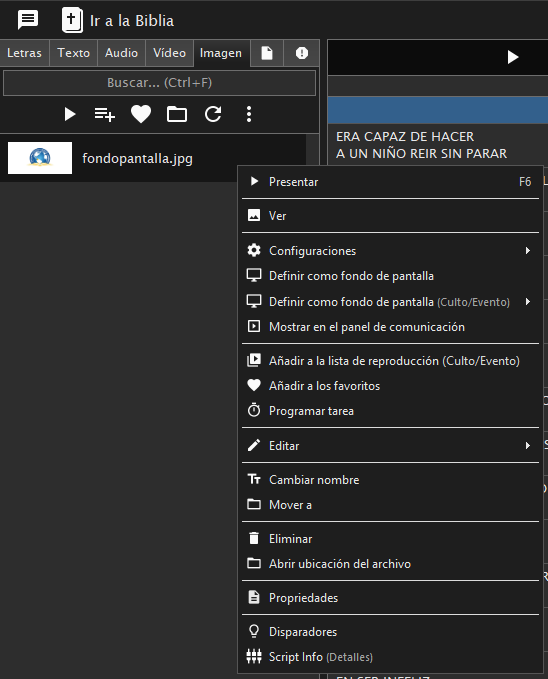 Ir a la Biblia
Letras Texto Audio Vídeo Imagen
Buscar... (Ctrl+F)
ERA CAPAZ DE HACER
A UN NIÑO REIR SIN PARAR
fondopantalla.jpg
Presentar F6
Ver
Configuraciones
Definir como fondo de pantalla
Definir como fondo de pantalla (Culto/Evento)
Mostrar en el panel de comunicación
Añadir a la lista de reproducción (Culto/Evento)
Añadir a los favoritos
Programar tarea
Editar
Cambiar nombre
Mover a
Eliminar
Abrir ubicación del archivo
Propiedades
Disparadores
Script Info (Detalles)